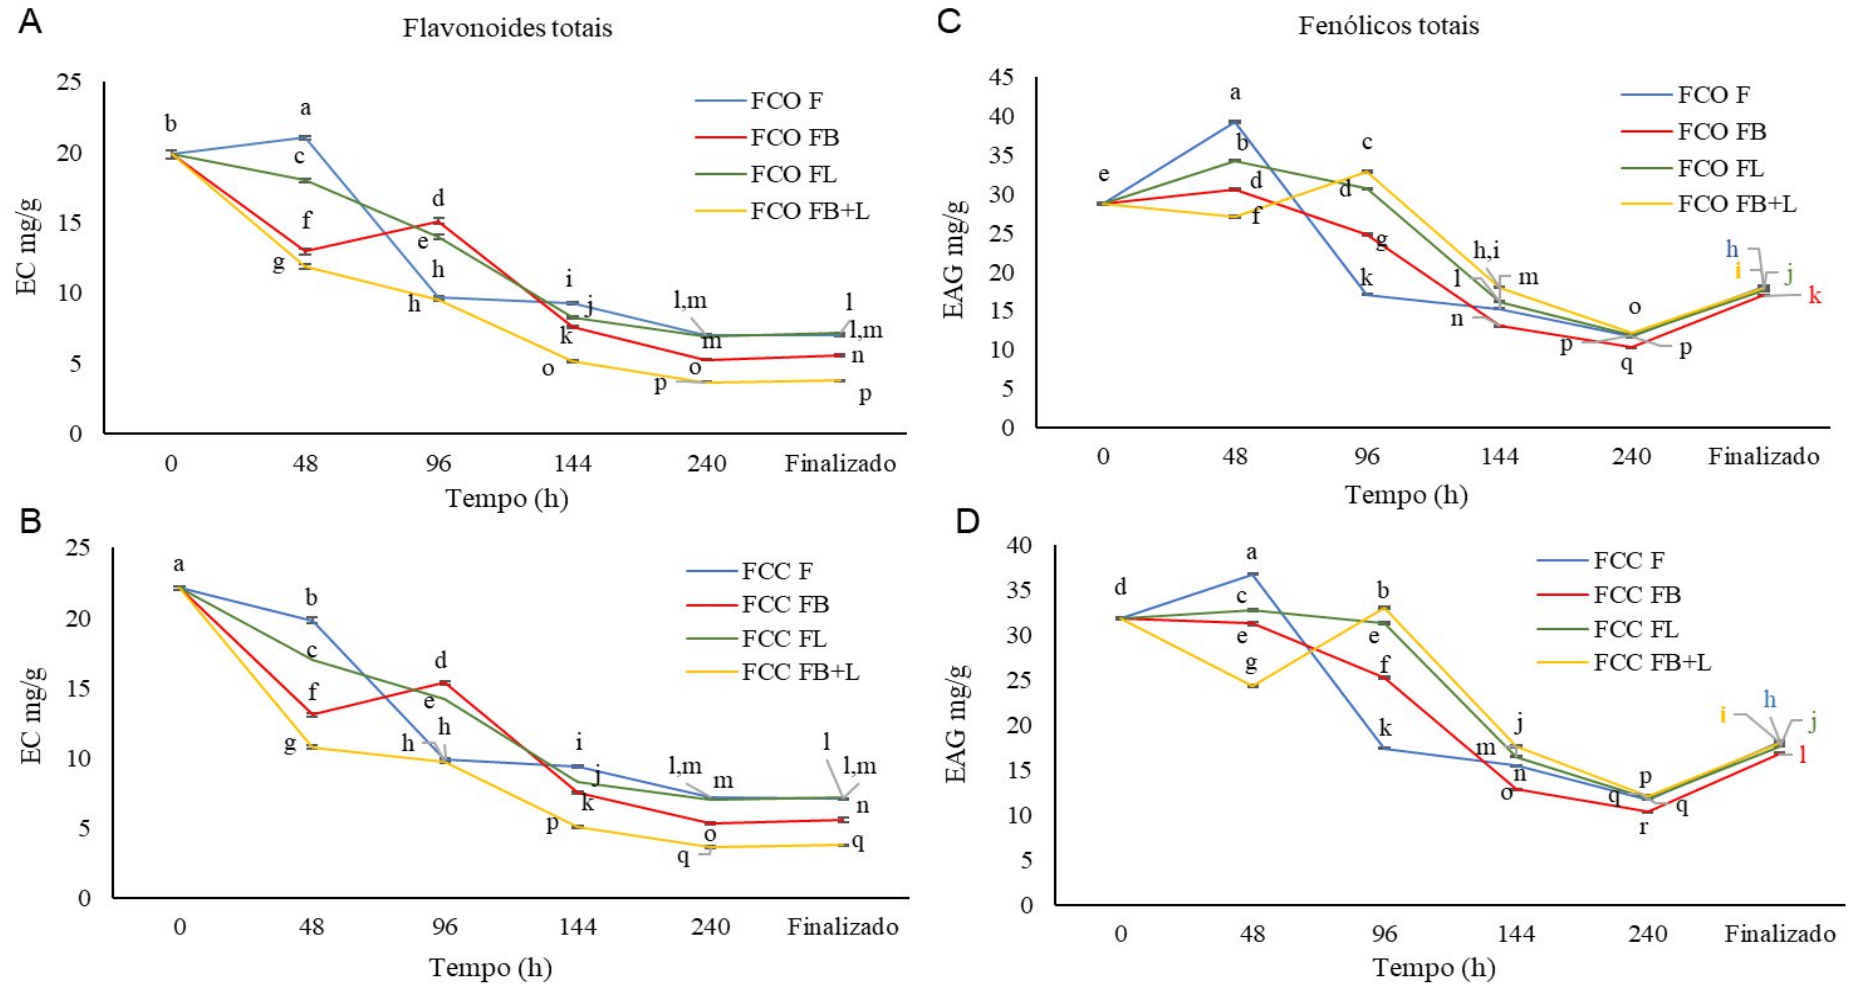 A
Flavonoides totais
EC mg/g
25
20
15
10
5
0
b
a
c
f
g
d
e
h
h
i
j
k
o
l,m
m
o
p
l
l,m
n
p
FCO F
FCO FB
FCO FL
FCO FB+L
0 48 96 144 240 Finalizado
Tempo (h)
C
Fenólicos totais
EAG mg/g
45
40
35
30
25
20
15
10
5
0
e
a
b
d
f
c
d
g
k
h,i
l
m
n
o
p
p
q
h
i
j
k
FCO F
FCO FB
FCO FL
FCO FB+L
0 48 96 144 240 Finalizado
Tempo (h)
B
EC mg/g
25
20
15
10
5
0
a
b
c
f
g
d
e
h
h
i
j
k
p
l,m
m
o
q
l
l,m
n
q
FCC F
FCC FB
FCC FL
FCC FB+L
0 48 96 144 240 Finalizado
Tempo (h)
D
EAG mg/g
40
35
30
25
20
15
10
5
0
d
a
c
e
g
b
e
f
k
j
m
n
o
p
q
q
r
h
i
j
l
FCC F
FCC FB
FCC FL
FCC FB+L
0 48 96 144 240 Finalizado
Tempo (h)